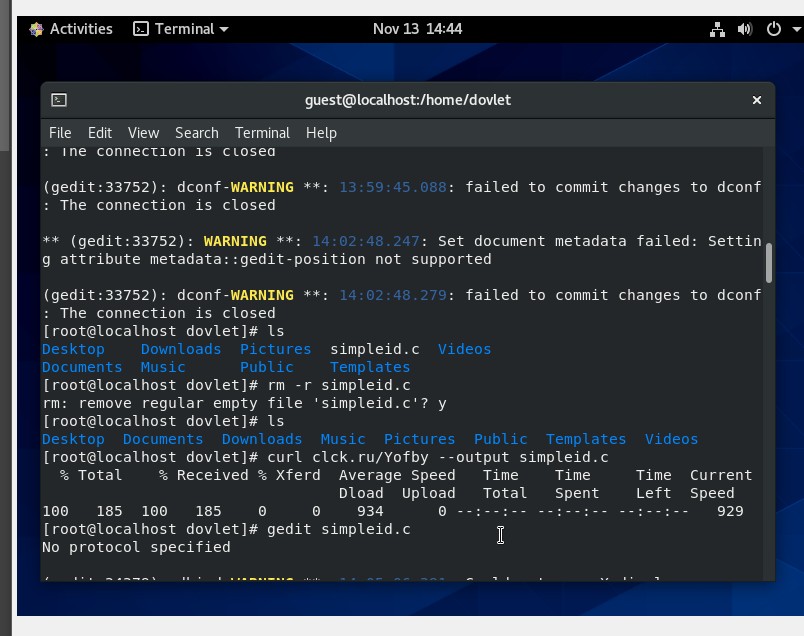 Activities Terminal Nov 13 14:44
guest@localhost:/home/dovlet
File Edit View Search Terminal Help
: The connection is closed

(gedit:33752): dconf-WARNING **: 13:59:45.088: failed to commit changes to dconf
: The connection is closed

** (gedit:33752): WARNING **: 14:02:48.247: Set document metadata failed: Settin
g attribute metadata::gedit-position not supported

(gedit:33752): dconf-WARNING **: 14:02:48.279: failed to commit changes to dconf
: The connection is closed
[root@localhost dovlet]# ls
Desktop    Downloads  Pictures  simpleid.c  Videos
Documents  Music      Public    Templates
[root@localhost dovlet]# rm -r simpleid.c
rm: remove regular empty file 'simpleid.c'? y
[root@localhost dovlet]# ls
Desktop  Documents  Downloads  Music  Pictures  Public  Templates  Videos
[root@localhost dovlet]# curl clck.ru/Yofby --output simpleid.c
  % Total    % Received % Xferd  Average Speed   Time    Time     Time  Current
                                 Dload  Upload   Total   Spent    Left  Speed
100   185  100   185    0     0    934      0 --:--:-- --:--:-- --:--:--   929
[root@localhost dovlet]# gedit simpleid.c
No protocol specified